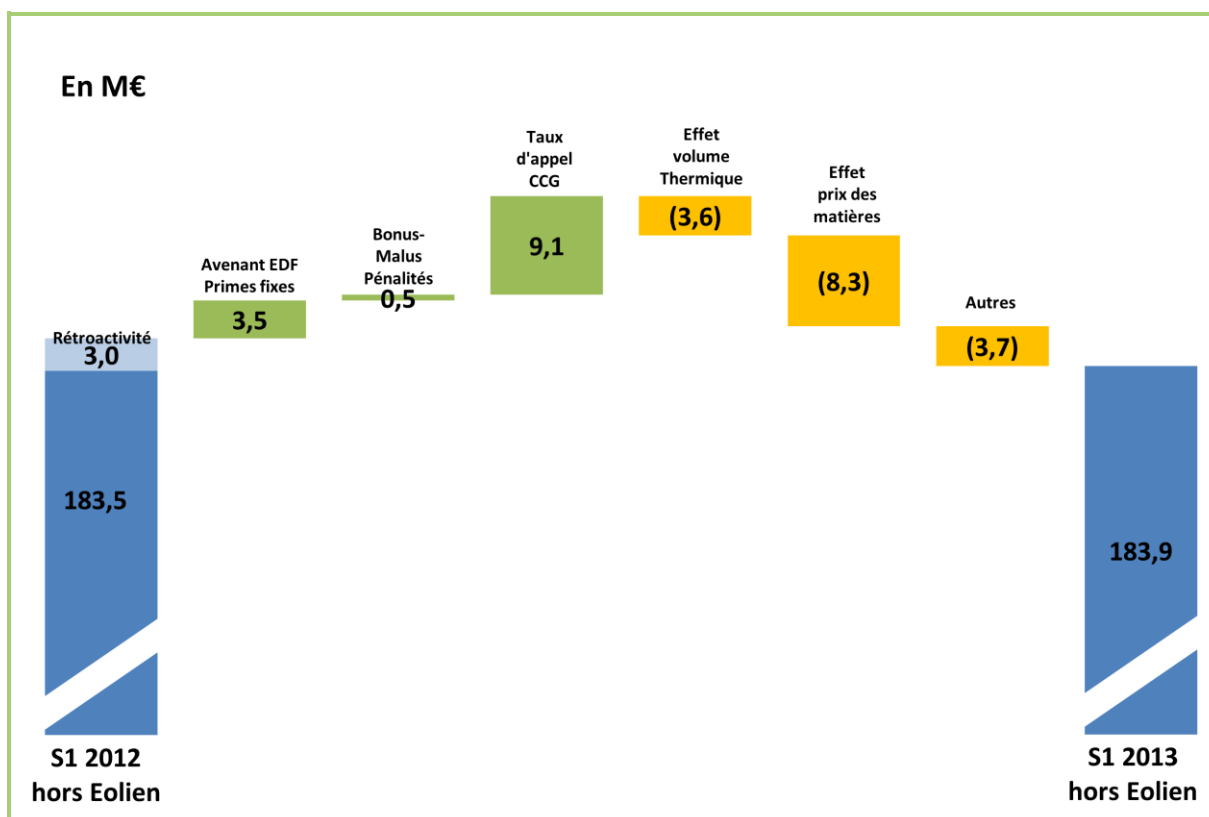 En M€
Rétroactivité
3,0
183,5
S1 2012
hors Eolien
Avenant EDF
Primes fixes
3,5
Bonus-
Malus
Pénalités
0,5
Taux
d'appel
CCG
9,1
Effet
volume
Thermique
(3,6)
Effet
prix des
matières
(8,3)
Autres
(3,7)
183,9
S1 2013
hors Eolien